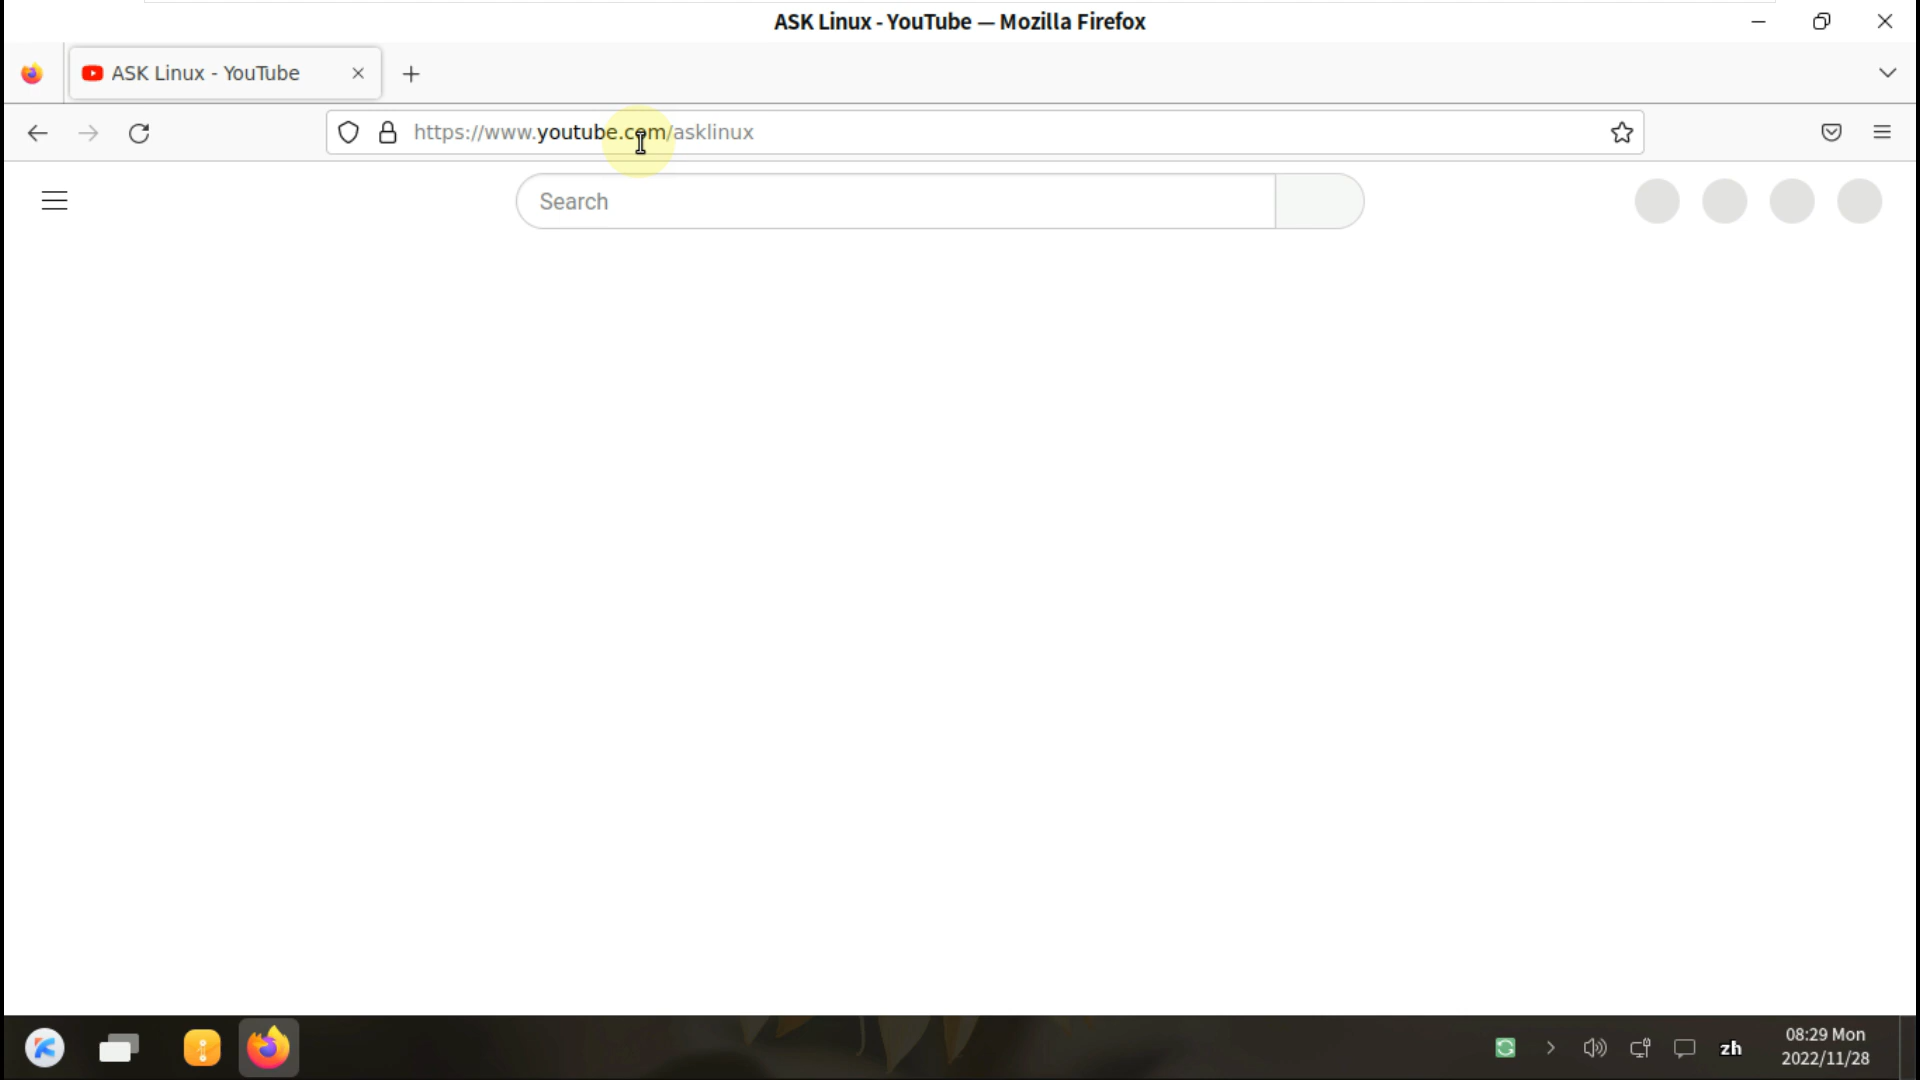 ASK Linux - YouTube — Mozilla Firefox
ASK Linux - YouTube
https://www.youtube.com/asklinux
Search
zh
08:29 Mon
2022/11/28